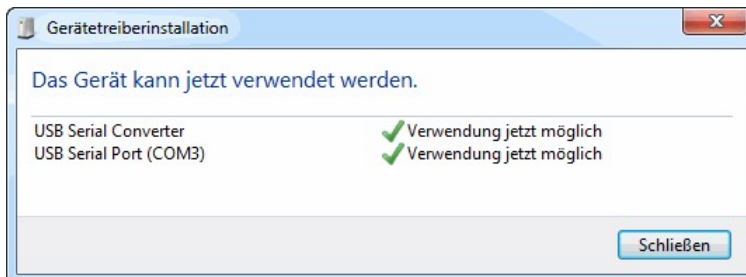 Gerätetreiberinstallation
Das Gerät kann jetzt verwendet werden.
USB Serial Converter Verwendung jetzt möglich
USB Serial Port (COM3) Verwendung jetzt möglich
Schließen